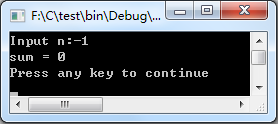 F:\C\test\bin\Debug\...
Input n:-1
sum = 0
Press any key to continue